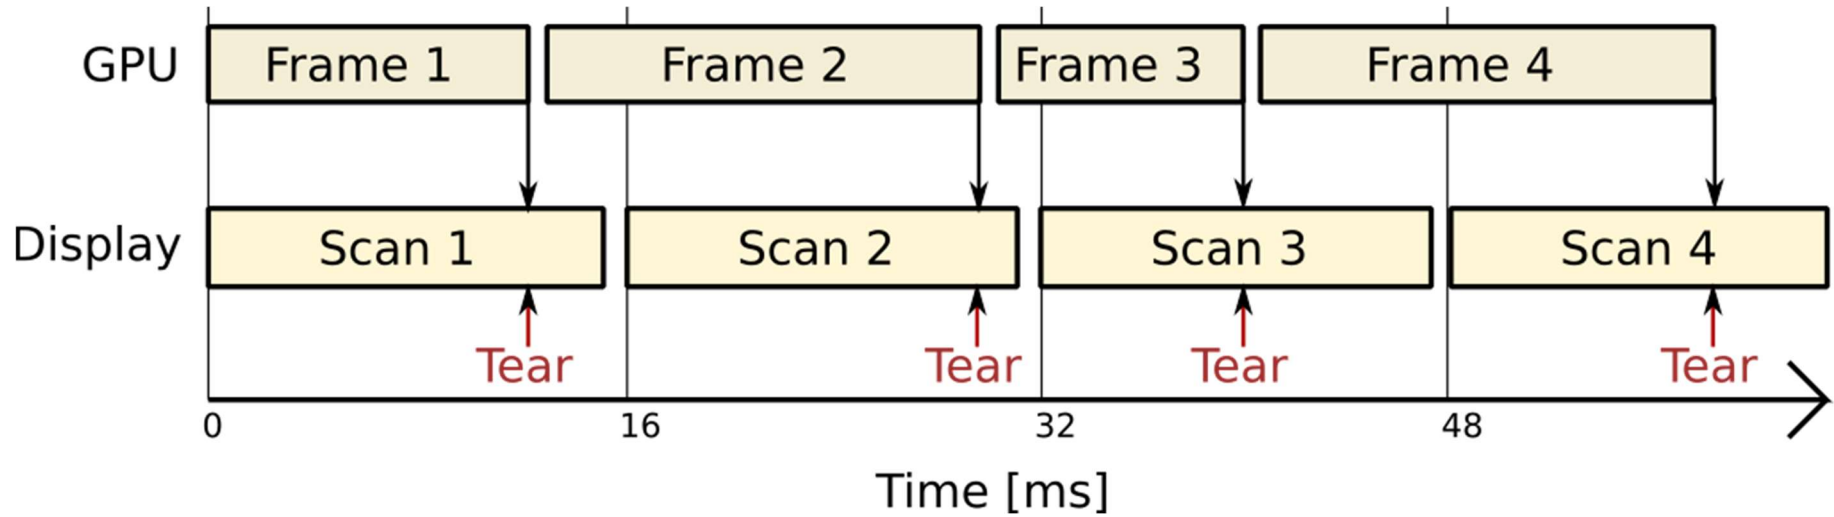 GPU Frame 1 Frame 2 Frame 3 Frame 4
Display Scan 1 Scan 2 Scan 3 Scan 4
Tear Tear Tear Tear
0 16 32 48
Time [ms]